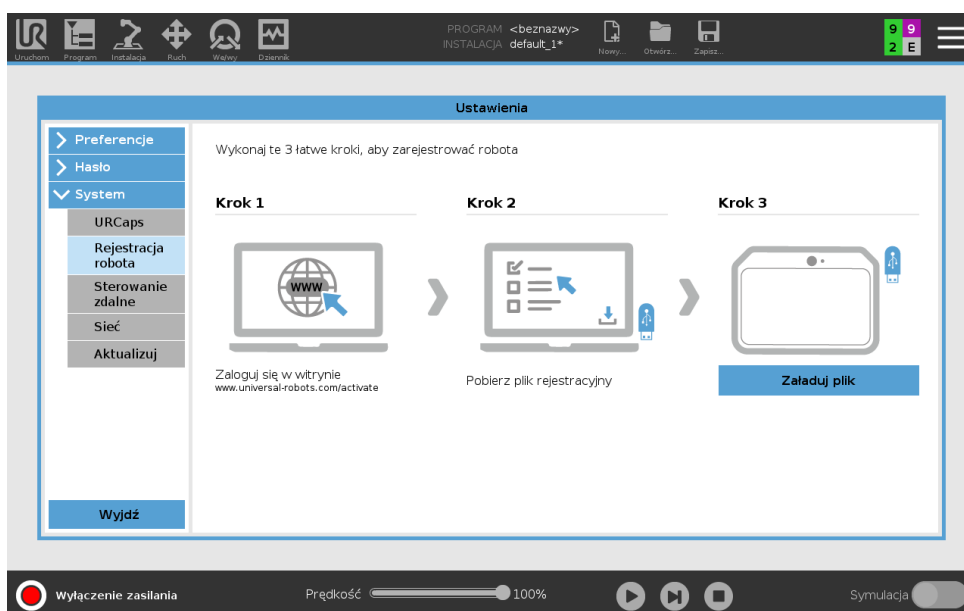 UR
PROGRAM <beznazwy>
INSTALACJA default_1*
Uruchom Program Instalacja Ruch We/wy Dziennik Nowy... Otwórz... Zapisz...
9 9
2 E
Ustawienia
Preferencje
Hasło
System
URCaps
Rejestracja
robota
Sterowanie
zdalne
Sieć
Aktualizuj
Wyjdź
Wykonaj te 3 łatwe kroki, aby zarejestrować robota
Krok 1
www
Zaloguj się w witrynie
www.universal-robots.com/activate
Krok 2
Pobierz plik rejestracyjny
Krok 3
Załaduj plik
Wyłączenie zasilania
Prędkość 100%
Symulacja